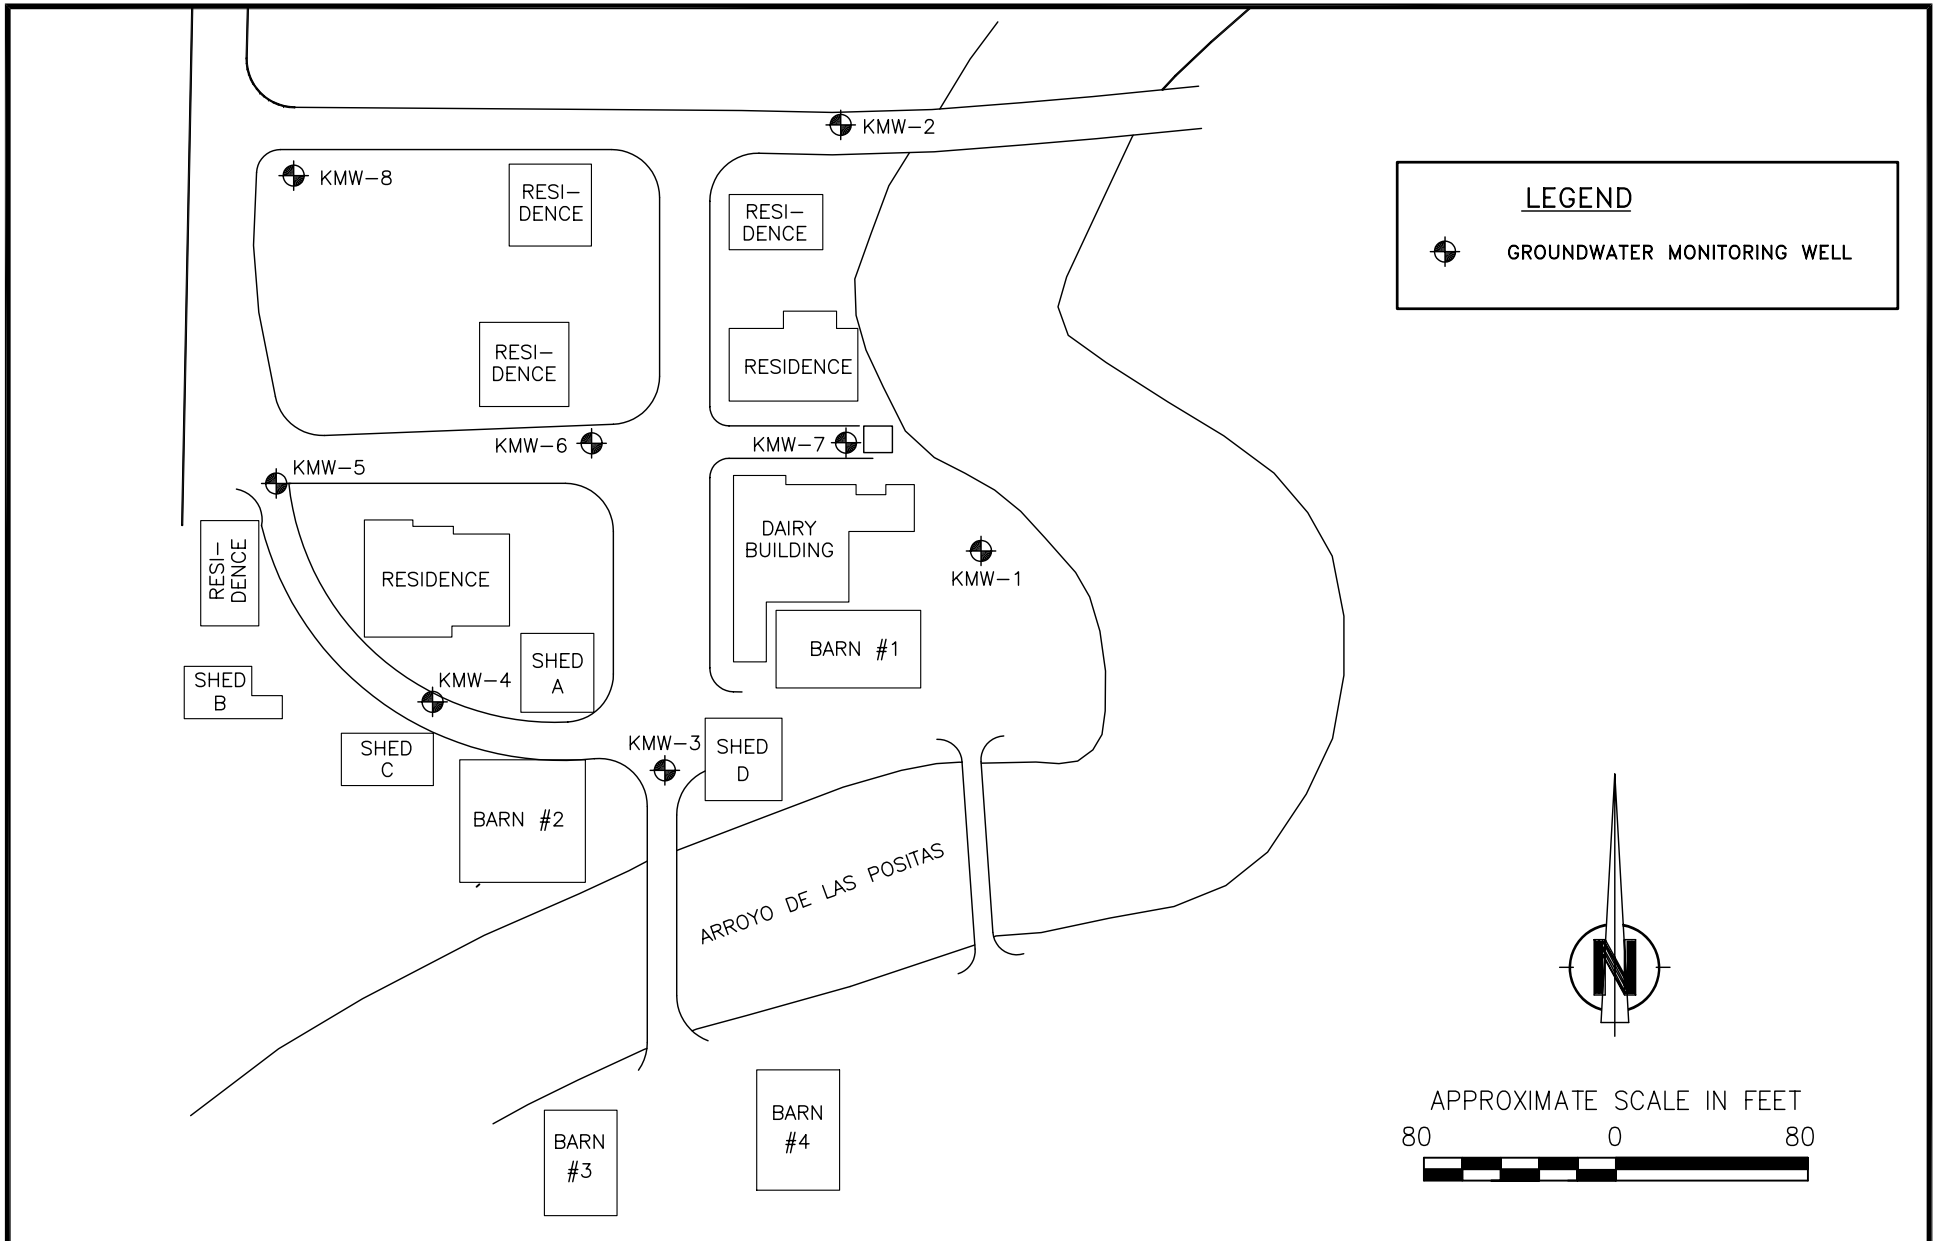 KMW-2
KMW-8
RESI-
DENCE
RESI-
DENCE
LEGEND
GROUNDWATER MONITORING WELL
RESI-
DENCE
RESIDENCE
KMW-6
KMW-7
KMW-5
DAIRY
BUILDING
RESI-
DENCE
RESIDENCE
KMW-1
BARN #1
SHED
A
SHED
B
KMW-4
KMW-3
SHED
C
SHED
D
BARN #2
ARROYO DE LAS POSITAS
N
BARN
#3
BARN
#4
APPROXIMATE SCALE IN FEET
80 0 80